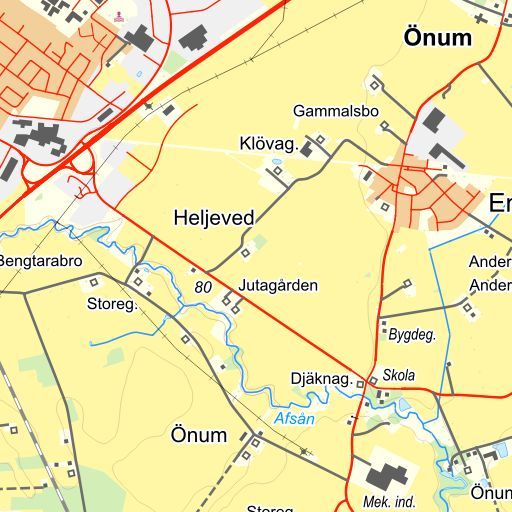 Önum
Gammalsbo
Klövag.
Heljeved
En
Bengtarabro
80
Jutagården
Storeg.
Ander
Ander
Bygdeg.
Skola
Djäknag.
Afsån
Önum
Önum
Storeg.
Mek. ind.